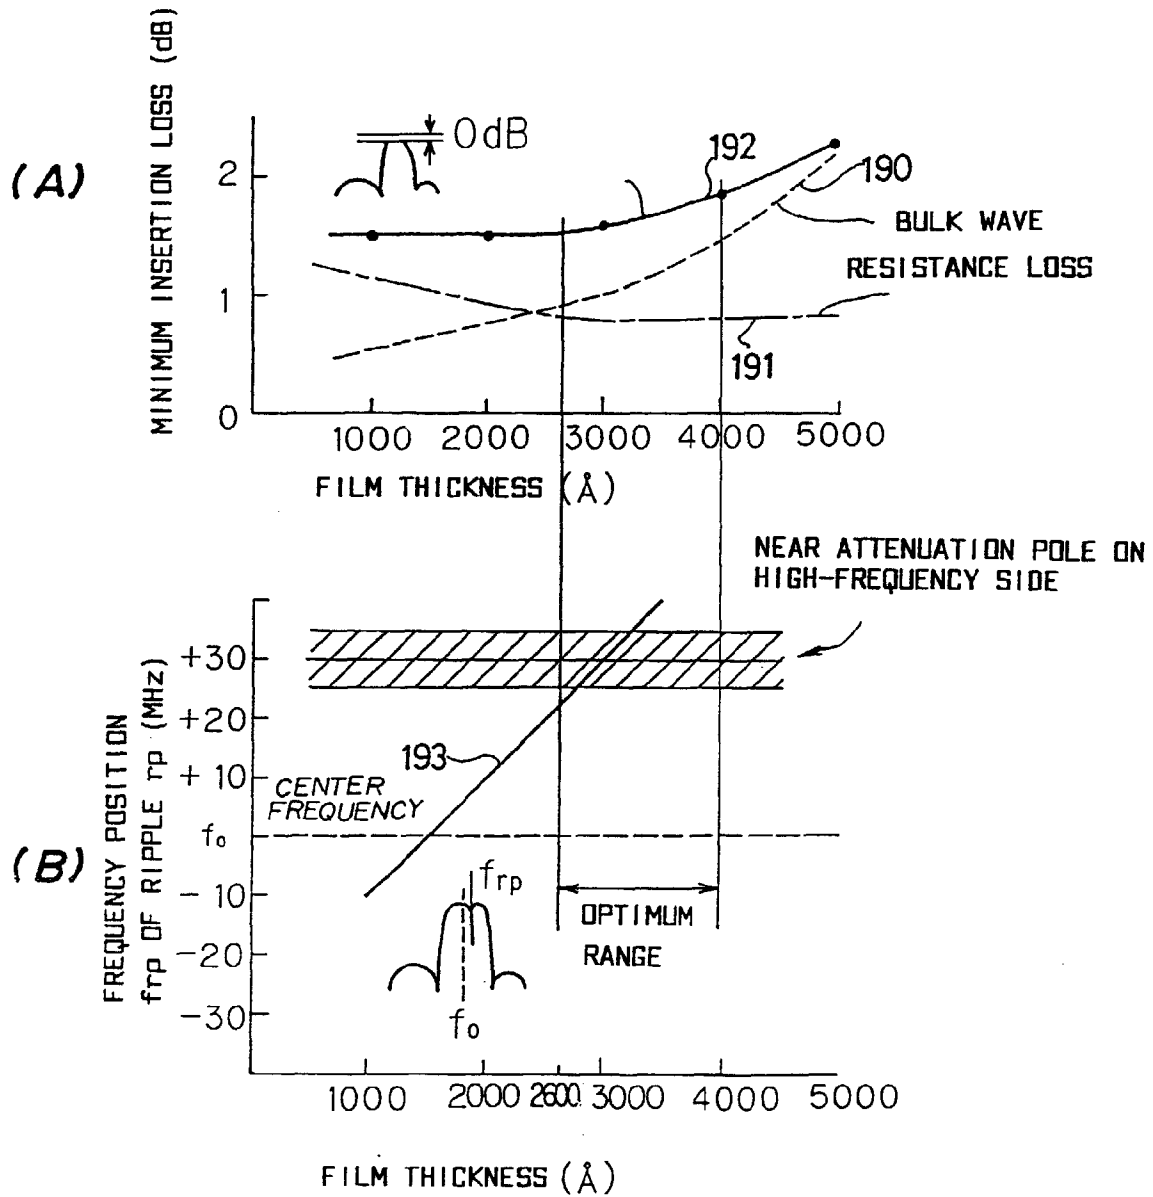 (A)
MINIMUM INSERTION LOSS (dB)
2
1
0
0dB
192
190
BULK WAVE
RESISTANCE LOSS
191
1000 2000 3000 4000 5000
FILM THICKNESS (Å)
NEAR ATTENUATION POLE ON
HIGH-FREQUENCY SIDE
(B)
FREQUENCY POSITION
frp OF RIPPLE rp (MHz)
+30
+20
+10
fo
-10
-20
-30
193
CENTER
FREQUENCY
frp
fo
OPTIMUM
RANGE
1000 2000 2600 3000 4000 5000
FILM THICKNESS (Å)